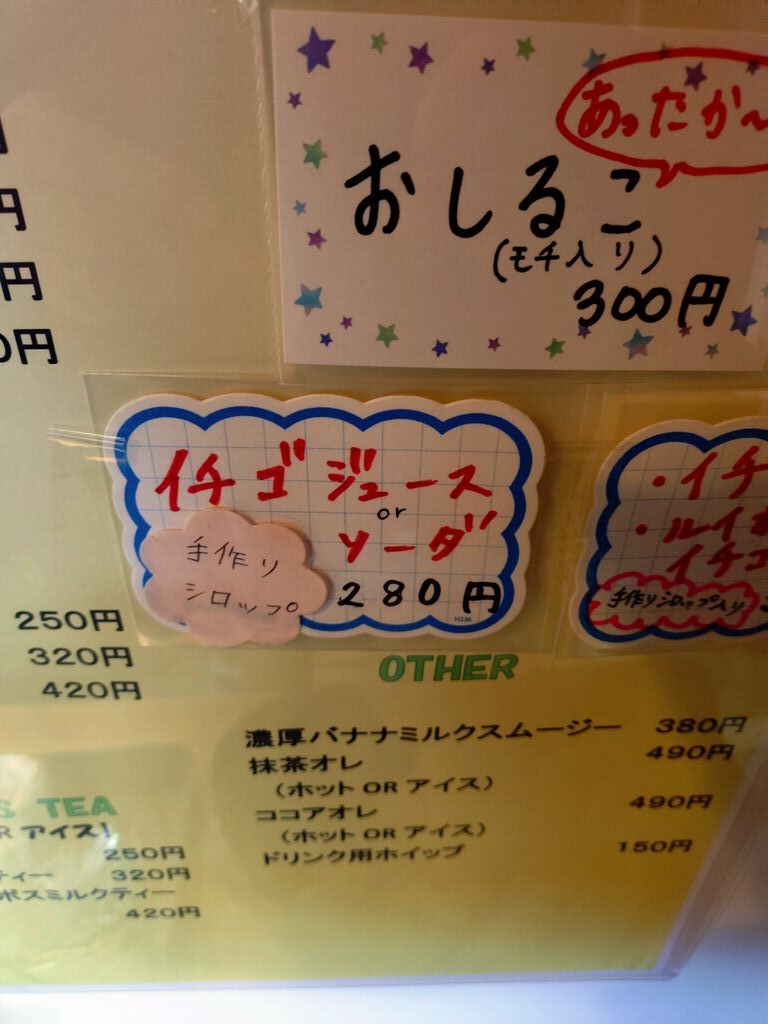 円
円
0円
あったか〜
おしるこ
(モチ入り)
300円
イチゴジュース
or
ソーダ
手作り
シロップ
280円
・イチ
・ルイボ
イチゴ
手作りシロップ入り
250円
320円
420円
TEA
R アイス)
250円
ティー 320円
ボスミルクティー
420円
OTHER
濃厚バナナミルクスムージー 380円
抹茶オレ 490円
(ホット OR アイス)
ココアオレ 490円
(ホット OR アイス)
ドリンク用ホイップ 150円